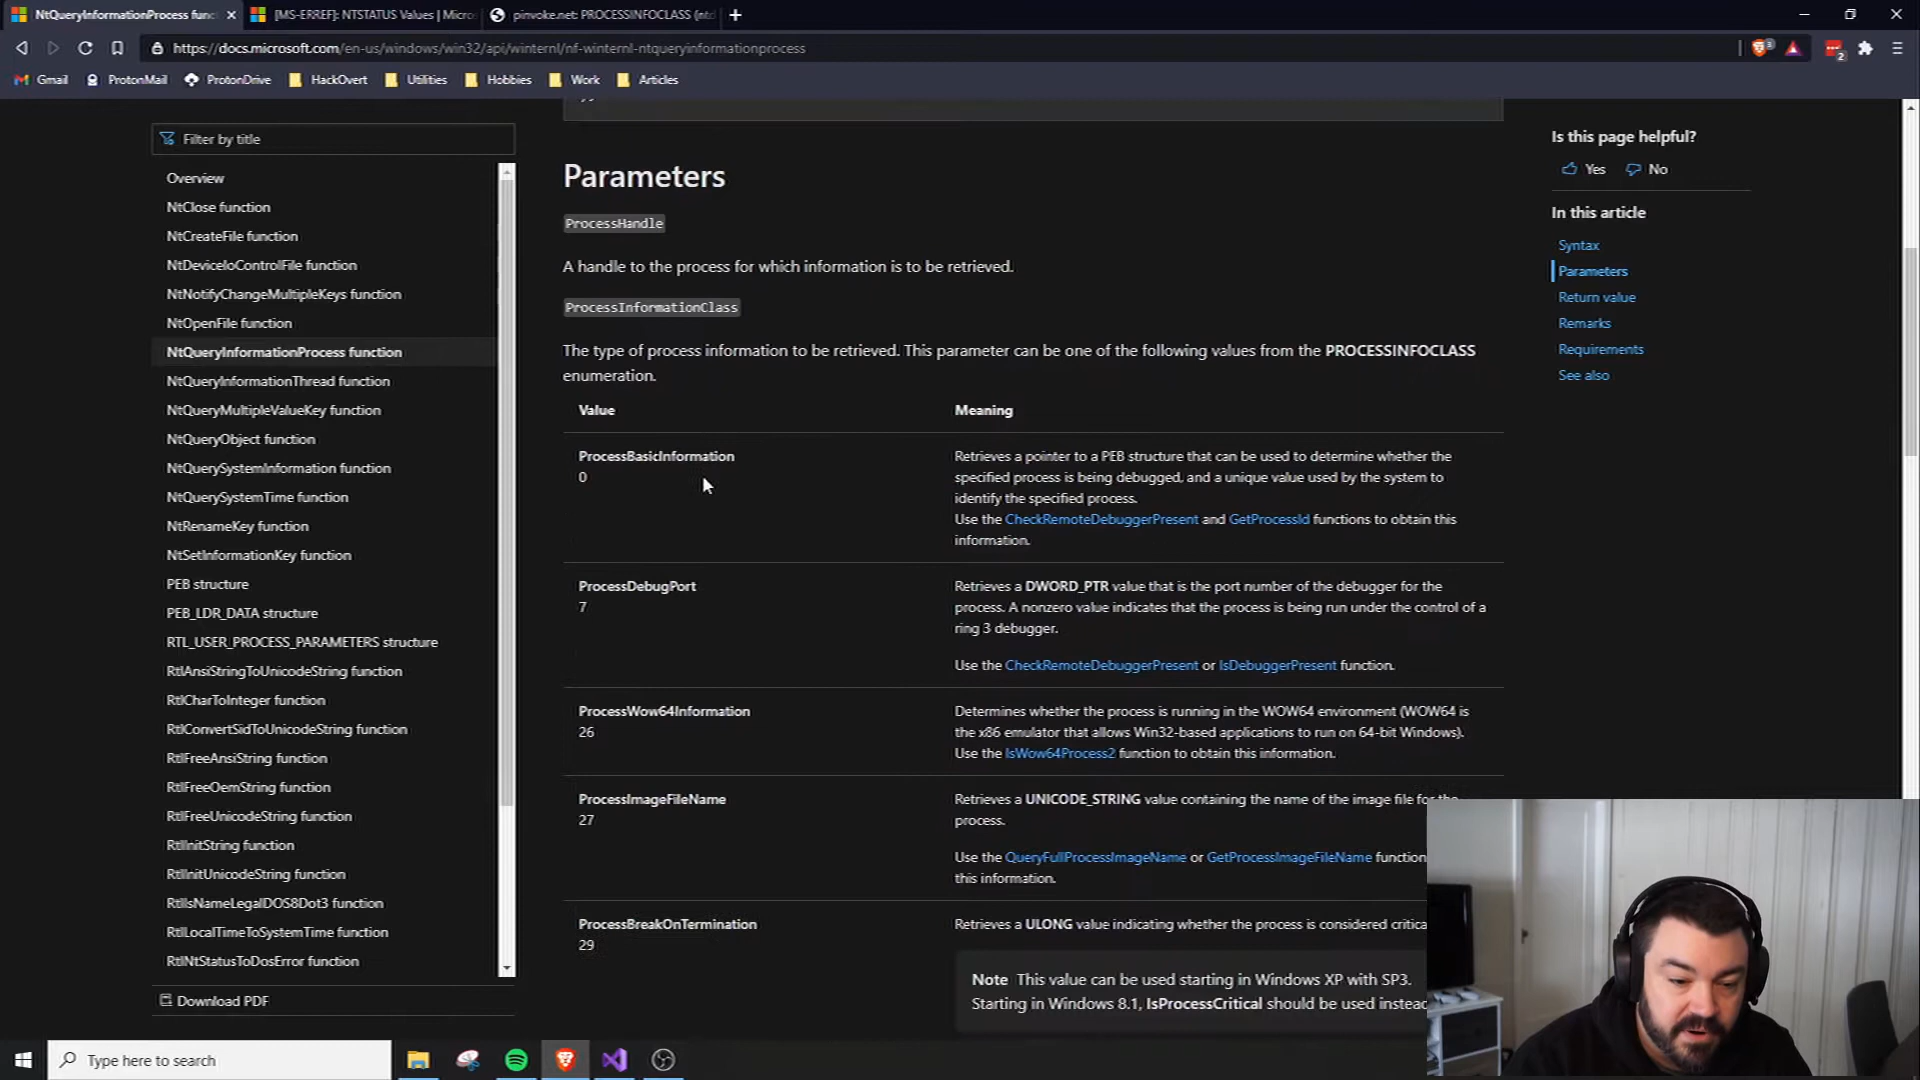 NtQueryInformationProcess func
[MS-ERREF]: NTSTATUS Values | Micro
pinvoke.net: PROCESSINFOCLASS (ntd
https://docs.microsoft.com/en-us/windows/win32/api/winternl/nf-winternl-ntqueryinformationprocess
3
2
Gmail
ProtonMail
ProtonDrive
HackOvert
Utilities
Hobbies
Work
Articles
Filter by title
Overview
NtClose function
NtCreateFile function
NtDeviceIoControlFile function
NtNotifyChangeMultipleKeys function
NtOpenFile function
NtQueryInformationProcess function
NtQueryInformationThread function
NtQueryMultipleValueKey function
NtQueryObject function
NtQuerySystemInformation function
NtQuerySystemTime function
NtRenameKey function
NtSetInformationKey function
PEB structure
PEB_LDR_DATA structure
RTL_USER_PROCESS_PARAMETERS structure
RtlAnsiStringToUnicodeString function
RtlCharToInteger function
RtlConvertSidToUnicodeString function
RtlFreeAnsiString function
RtlFreeOemString function
RtlFreeUnicodeString function
RtlInitString function
RtlInitUnicodeString function
RtlIsNameLegalDOS8Dot3 function
RtlLocalTimeToSystemTime function
RtlNtStatusToDosError function
Download PDF
Parameters
ProcessHandle
A handle to the process for which information is to be retrieved.
ProcessInformationClass
The type of process information to be retrieved. This parameter can be one of the following values from the PROCESSINFOCLASS
enumeration.
Value Meaning
ProcessBasicInformation
0
Retrieves a pointer to a PEB structure that can be used to determine whether the
specified process is being debugged, and a unique value used by the system to
identify the specified process.
Use the CheckRemoteDebuggerPresent and GetProcessId functions to obtain this
information.
ProcessDebugPort
7
Retrieves a DWORD_PTR value that is the port number of the debugger for the
process. A nonzero value indicates that the process is being run under the control of a
ring 3 debugger.
Use the CheckRemoteDebuggerPresent or IsDebuggerPresent function.
ProcessWow64Information
26
Determines whether the process is running in the WOW64 environment (WOW64 is
the x86 emulator that allows Win32-based applications to run on 64-bit Windows).
Use the IsWow64Process2 function to obtain this information.
ProcessImageFileName
27
Retrieves a UNICODE_STRING value containing the name of the image file for the
process.
Use the QueryFullProcessImageName or GetProcessImageFileName function
this information.
ProcessBreakOnTermination
29
Retrieves a ULONG value indicating whether the process is considered critica
Note This value can be used starting in Windows XP with SP3.
Starting in Windows 8.1, IsProcessCritical should be used instead
Is this page helpful?
Yes No
In this article
Syntax
Parameters
Return value
Remarks
Requirements
See also
Type here to search